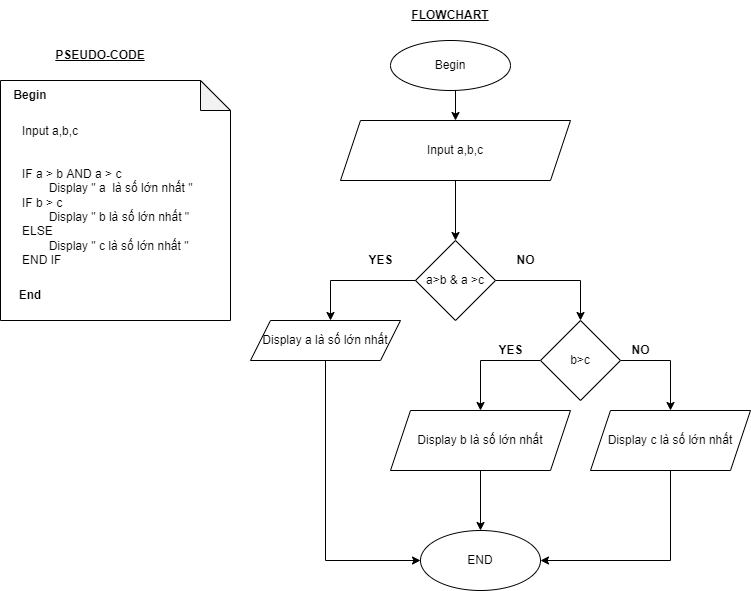 FLOWCHART
PSEUDO-CODE
Begin
Input a,b,c
IF a > b AND a > c
Display " a là số lớn nhất "
IF b > c
Display " b là số lớn nhất "
ELSE
Display " c là số lớn nhất "
END IF
End
Begin
Input a,b,c
YES
NO
a>b & a >c
Display a là số lớn nhất
YES
NO
b>c
Display b là số lớn nhất
Display c là số lớn nhất
END